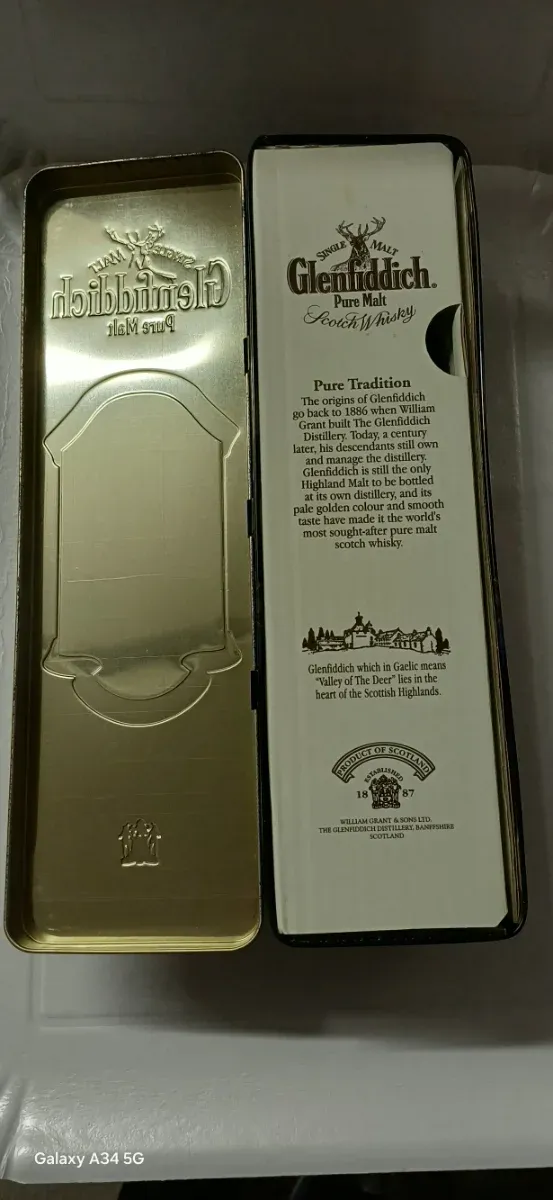 SINGLE MALT
Glenfiddich
Pure Malt
SINGLE MALT
Glenfiddich®
Pure Malt
Scotch Whisky
Pure Tradition
The origins of Glenfiddich
go back to 1886 when William
Grant built The Glenfiddich
Distillery. Today, a century
later, his descendants still own
and manage the distillery.
Glenfiddich is still the only
Highland Malt to be bottled
at its own distillery, and its
pale golden colour and smooth
taste have made it the world's
most sought-after pure malt
scotch whisky.
Glenfiddich which in Gaelic means
"Valley of The Deer" lies in the
heart of the Scottish Highlands.
PRODUCT OF SCOTLAND
ESTABLISHED
18 87
WILLIAM GRANT & SONS LTD.
THE GLENFIDDICH DISTILLERY, BANFFSHIRE
SCOTLAND
Galaxy A34 5G